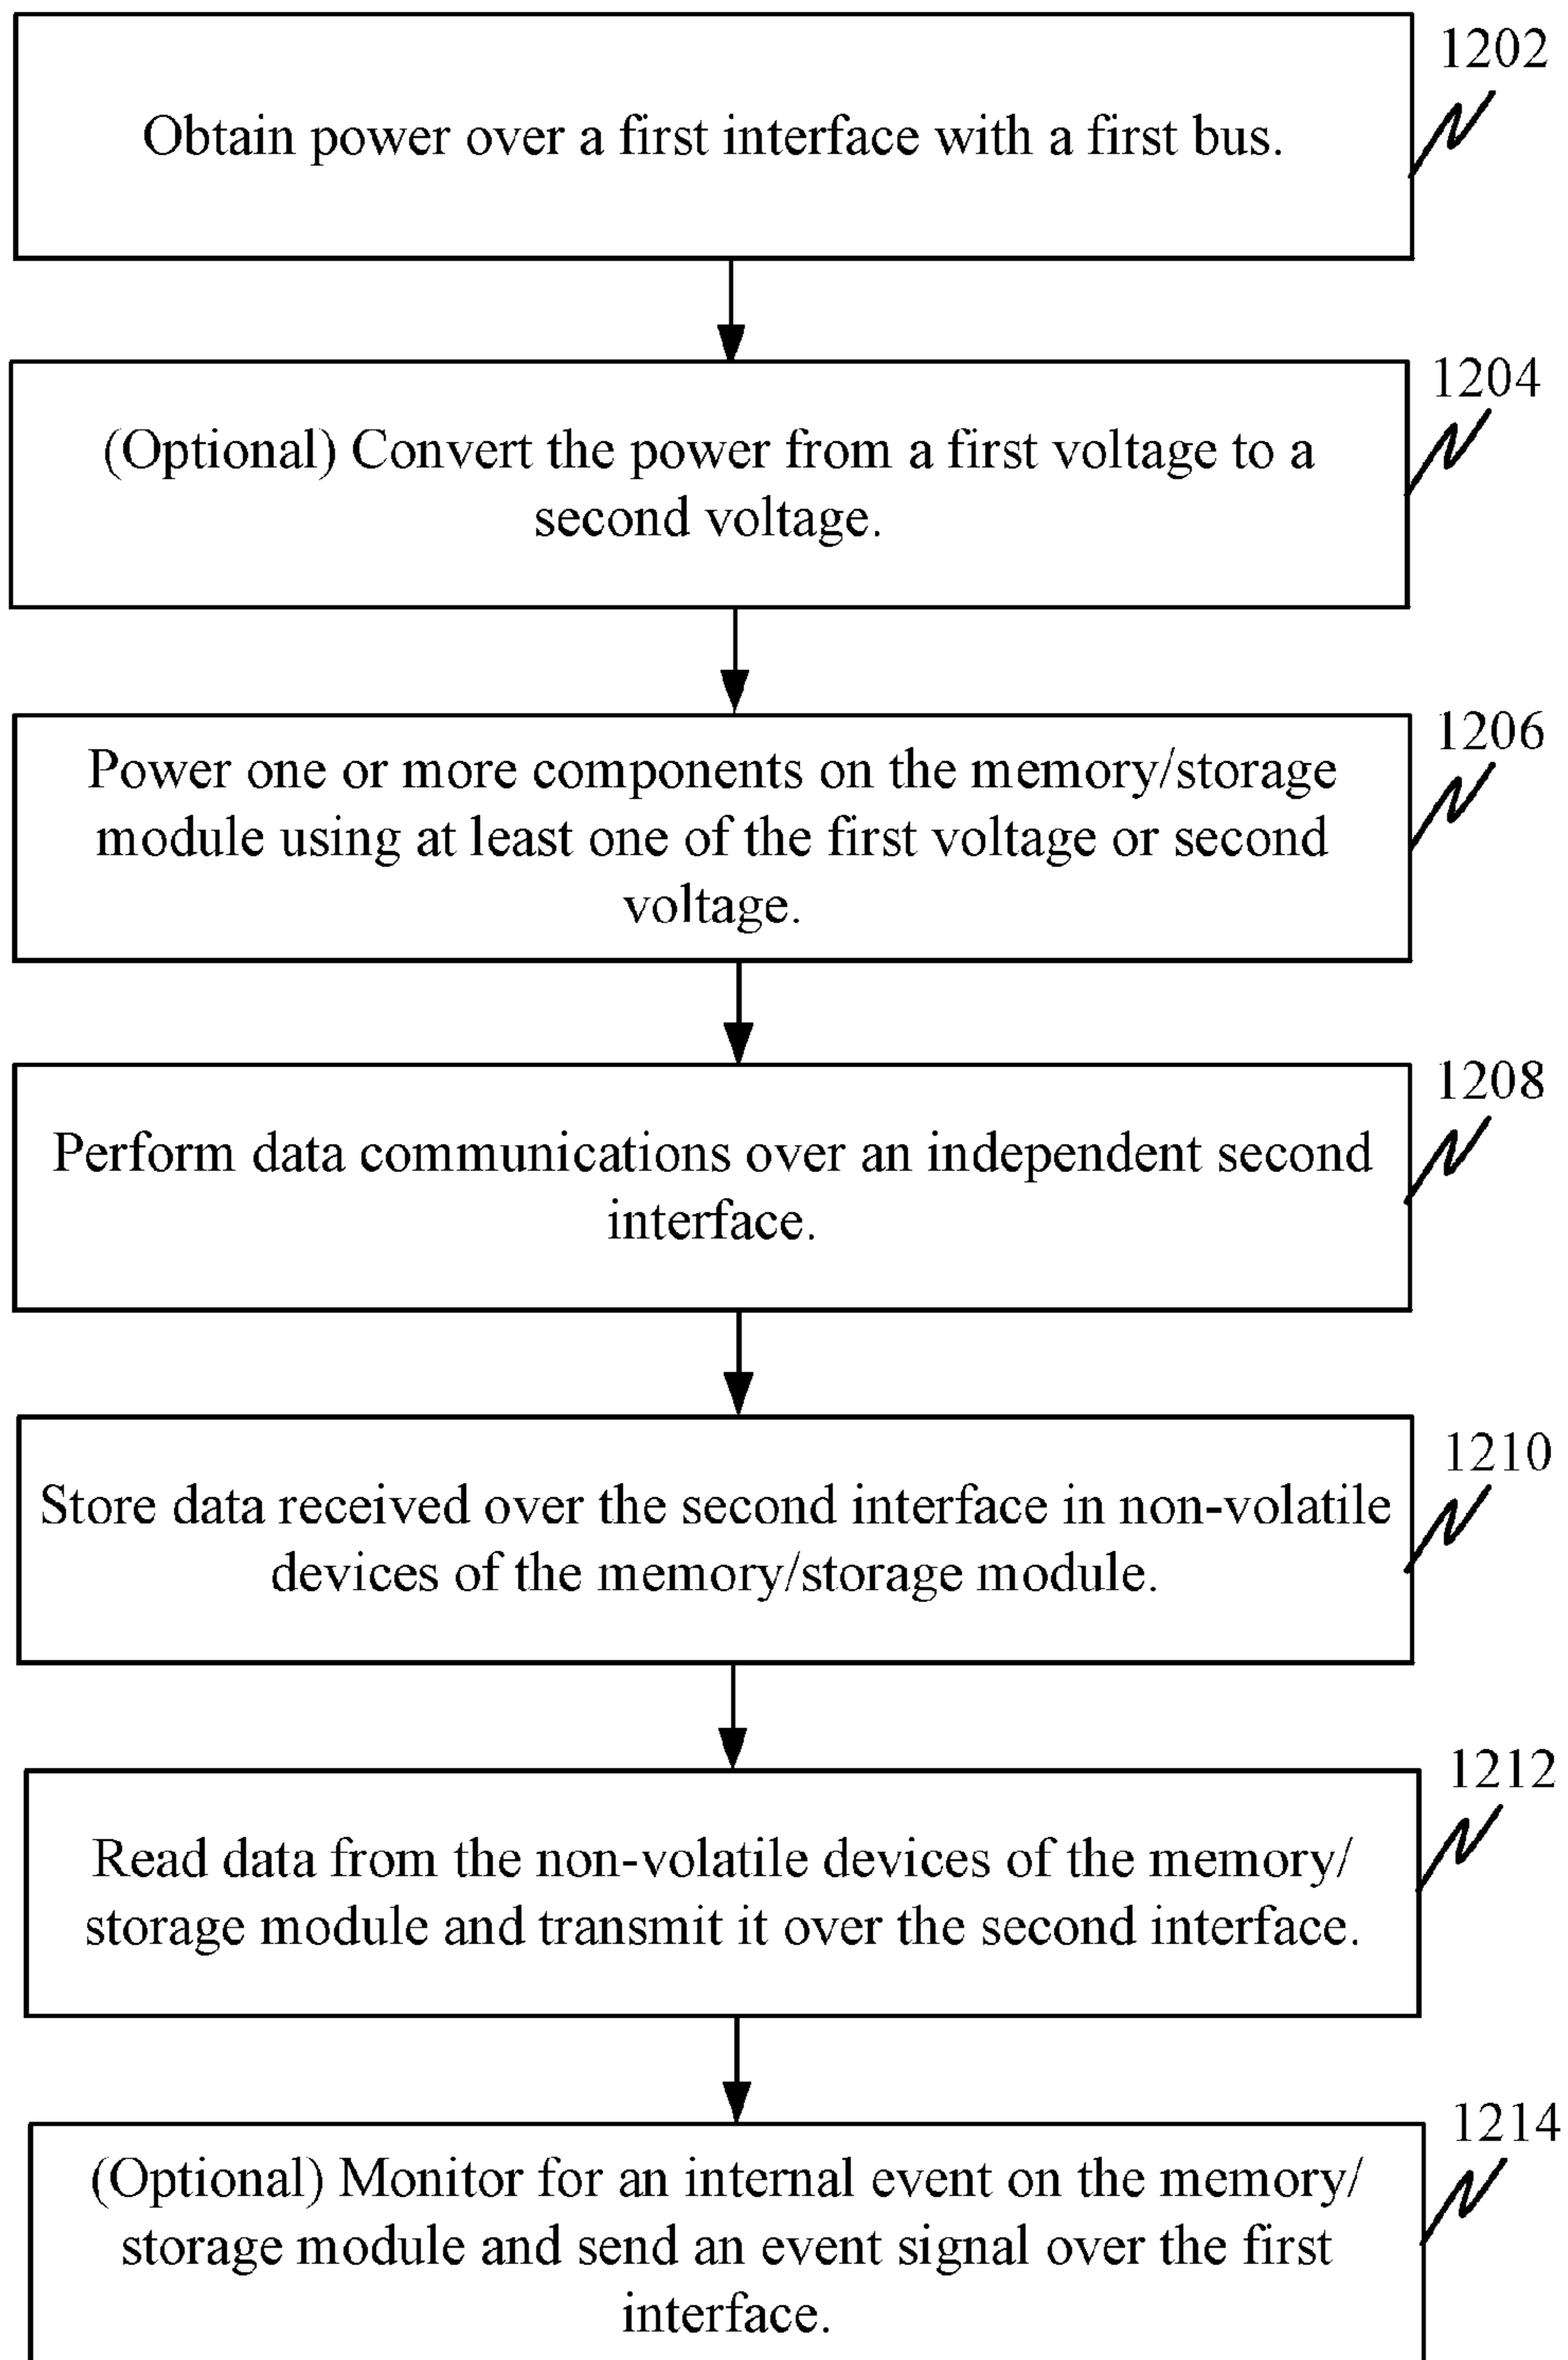 1202
Obtain power over a first interface with a first bus.
1204
(Optional) Convert the power from a first voltage to a
second voltage.
1206
Power one or more components on the memory/storage
module using at least one of the first voltage or second
voltage.
1208
Perform data communications over an independent second
interface.
1210
Store data received over the second interface in non-volatile
devices of the memory/storage module.
1212
Read data from the non-volatile devices of the memory/
storage module and transmit it over the second interface.
1214
(Optional) Monitor for an internal event on the memory/
storage module and send an event signal over the first
interface.